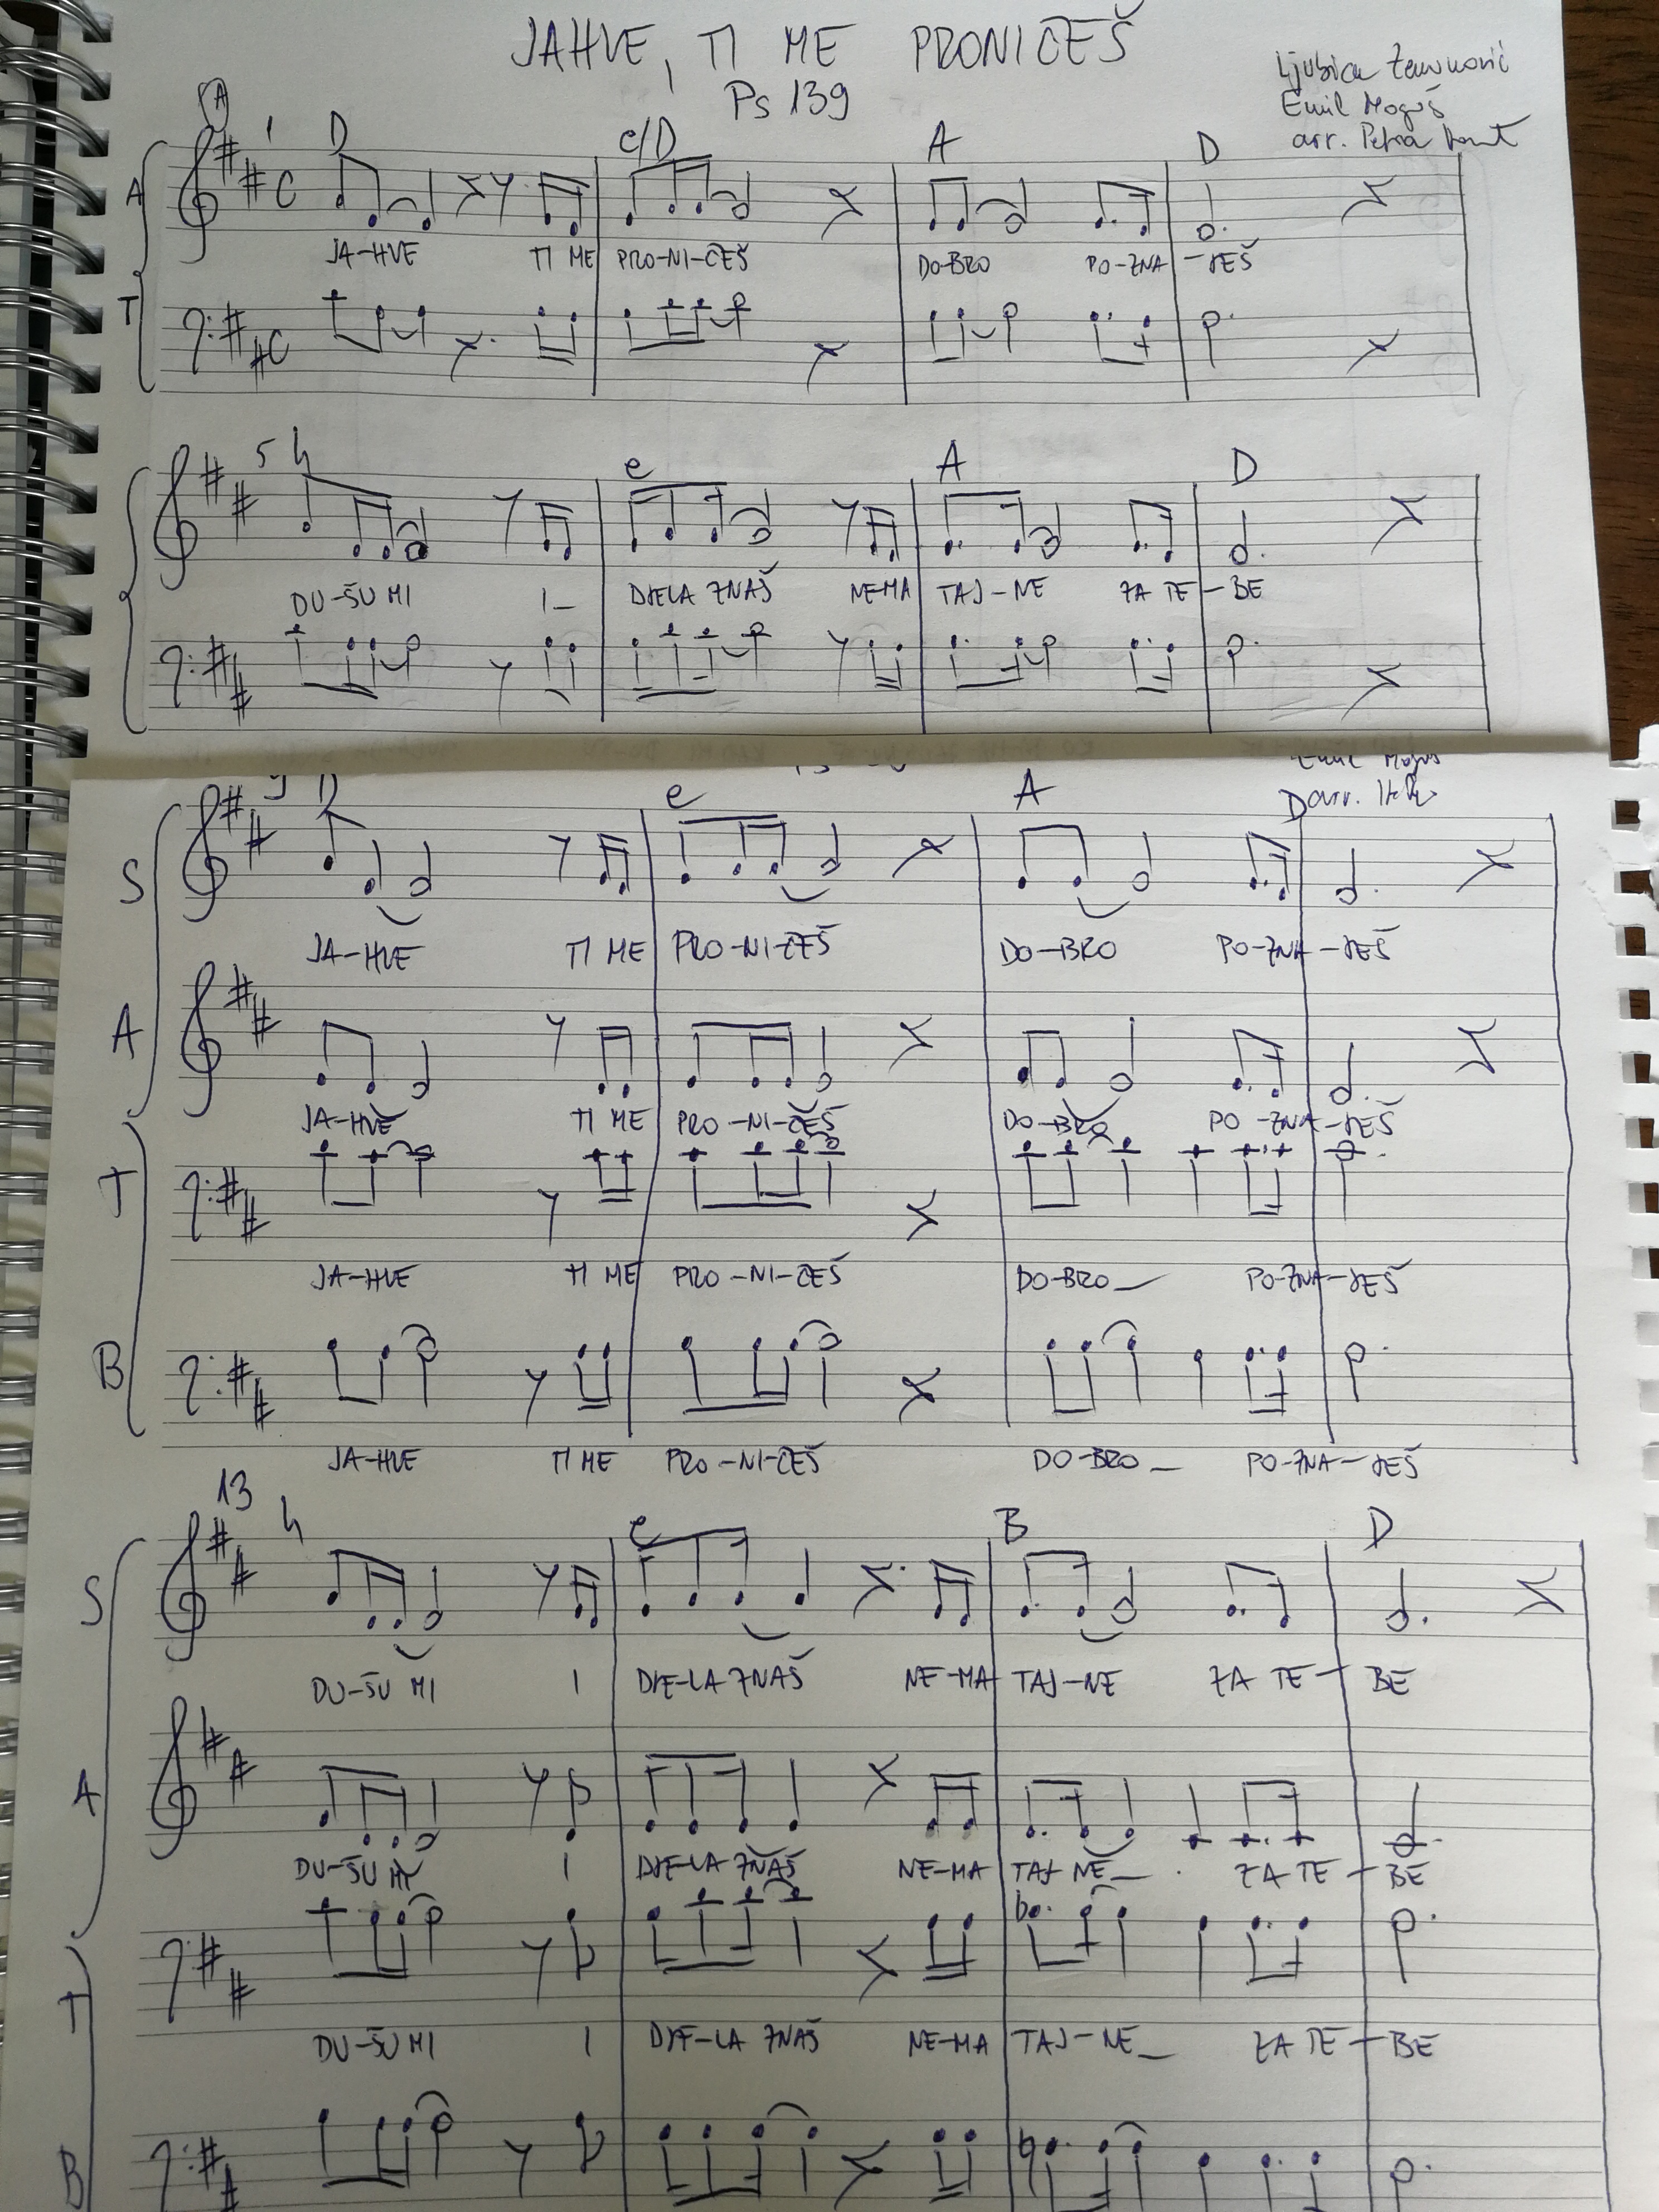 JAHVE, TI ME PRONIČEŠ
Ps 139
Ljubica
Emil Moguš
arr. Petra
A
1 D e/D A D
A
C
JA-HVE TI ME PRO-NI-ČEŠ DO-BRO PO-ZNA-JEŠ
T
C
5 h e A D
DU-ŠU MI I_ DJELA ZNAŠ NE-MA TAJ-NE ZA TE-BE
Emil Moguš
arr.
9 D e A D
S
JA-HVE TI ME PRO-NI-ČEŠ DO-BRO PO-ZNA-JEŠ
A
JA-HVE TI ME PRO-NI-ČEŠ DO-BRO PO-ZNA-JEŠ
T
JA-HVE TI ME PRO-NI-ČEŠ DO-BRO_ PO-ZNA-JEŠ
B
JA-HVE TI ME PRO-NI-ČEŠ DO-BRO_ PO-ZNA-JEŠ
13 h e B D
S
DU-ŠU MI I DJE-LA ZNAŠ NE-MA TAJ-NE ZA TE-BE
A
DU-ŠU MI I DJE-LA ZNAŠ NE-MA TAJ-NE_ ZA TE-BE
T
DU-ŠU MI I DJE-LA ZNAŠ NE-MA TAJ-NE_ ZA TE-BE
B